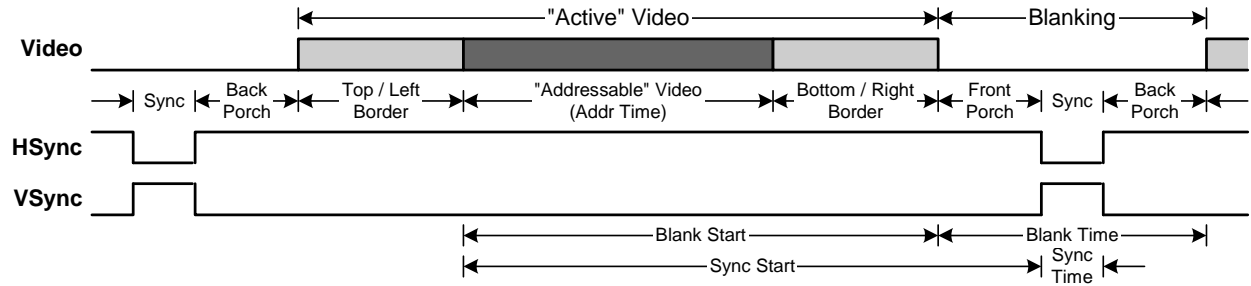 "Active" Video
Blanking
Video
Sync
Back
Porch
Top / Left
Border
"Addressable" Video
(Addr Time)
Bottom / Right
Border
Front
Porch
Sync
Back
Porch
HSync
VSync
Blank Start
Blank Time
Sync Start
Sync
Time